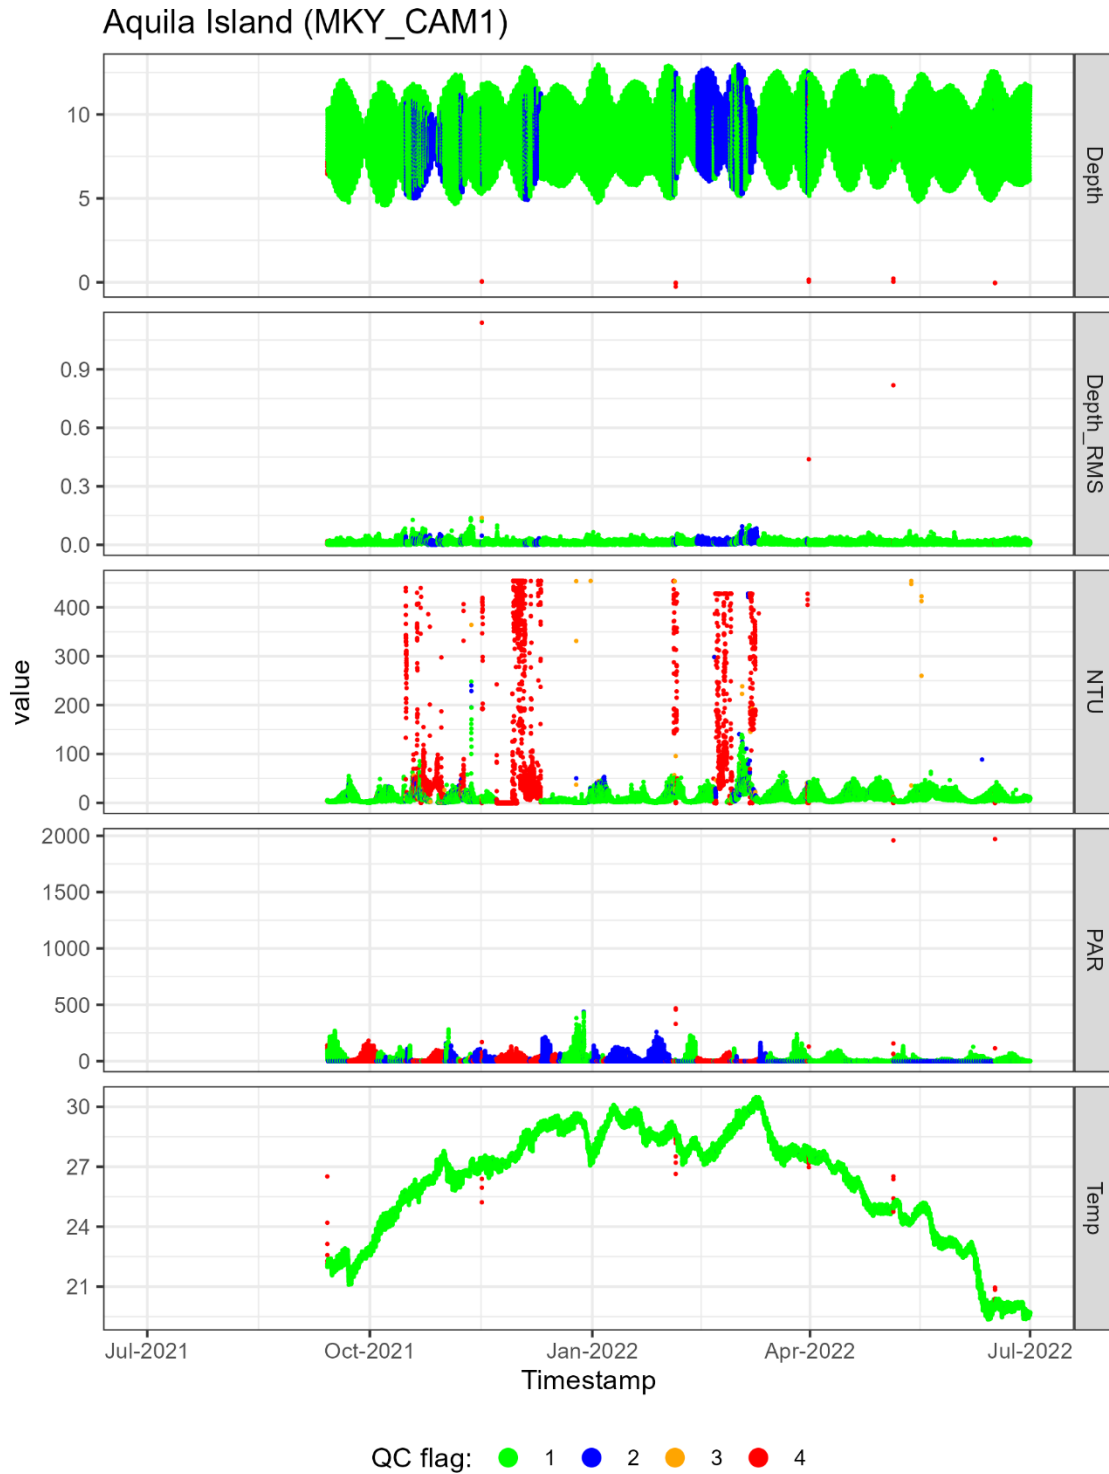 Aquila Island (MKY_CAM1)
10
5
0
Depth
0.9
0.6
0.3
0.0
Depth_RMS
400
300
200
100
0
NTU
value
2000
1500
1000
500
0
PAR
30
27
24
21
Temp
Jul-2021 Oct-2021 Jan-2022 Apr-2022 Jul-2022
Timestamp
QC flag: 1 2 3 4